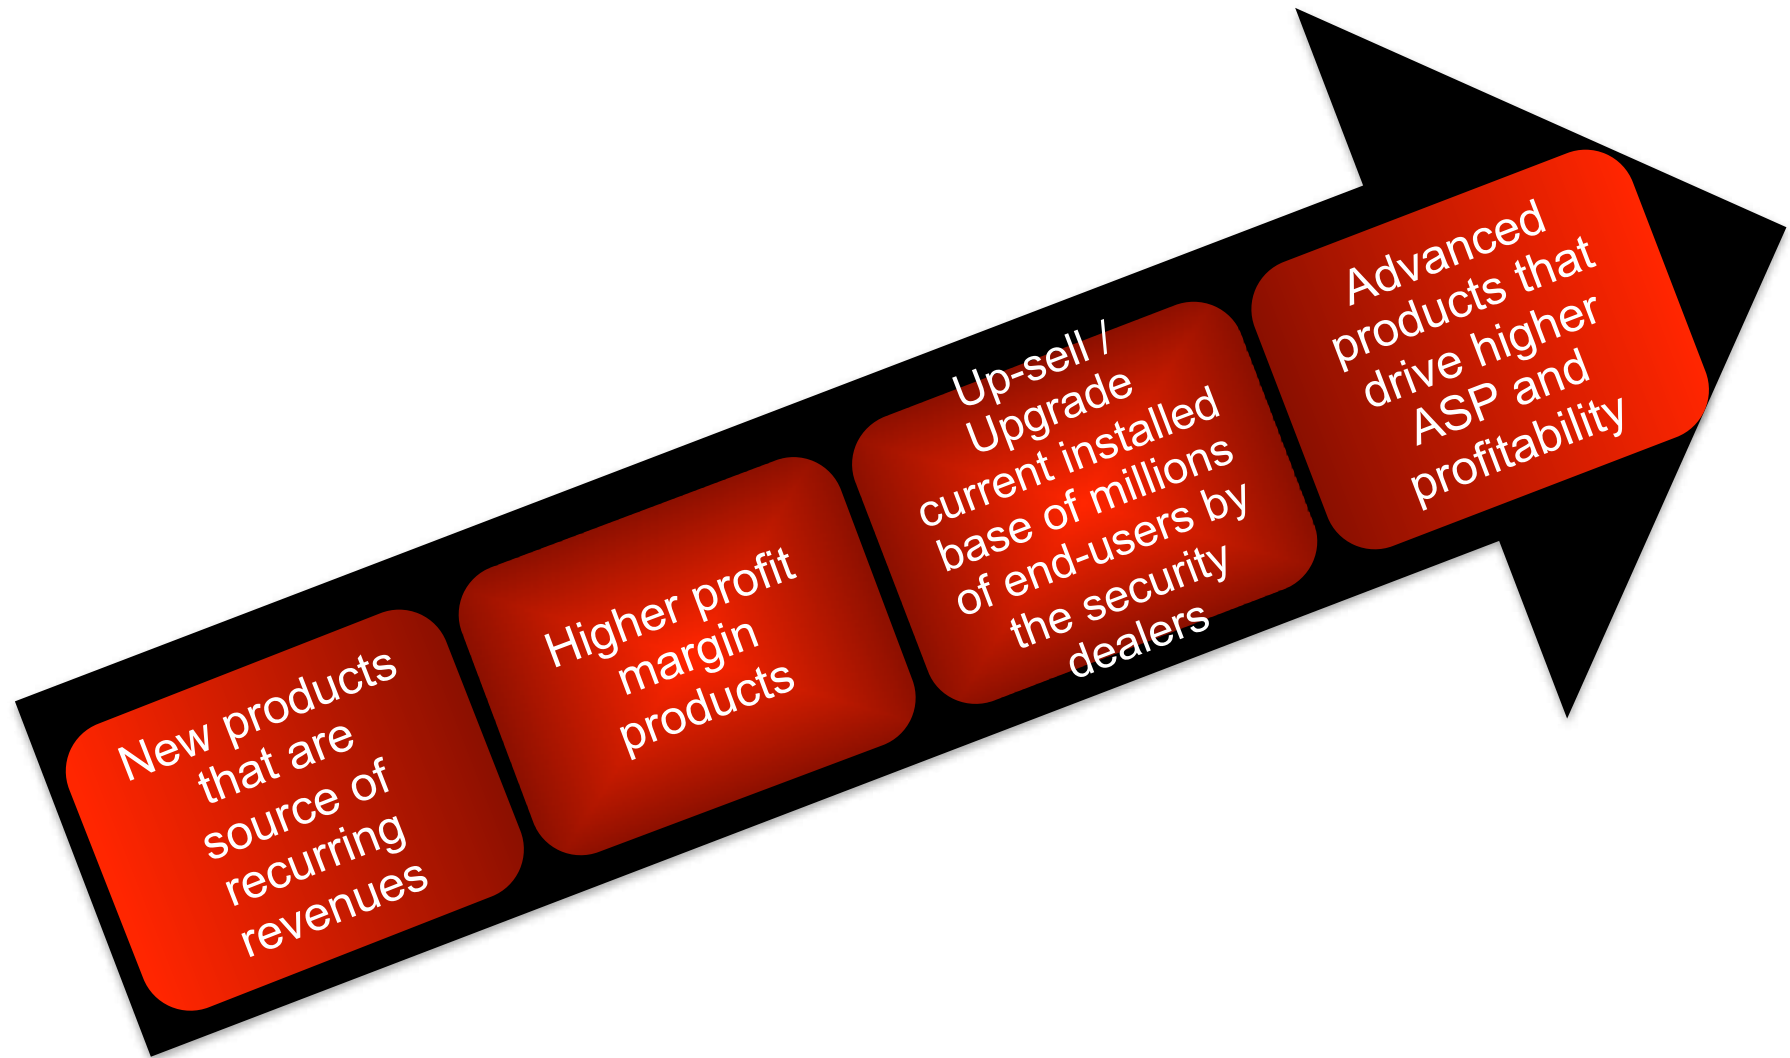 New products
that are
source of
recurring
revenues
Higher profit
margin
products
Up-sell /
Upgrade
current installed
base of millions
of end-users by
the security
dealers
Advanced
products that
drive higher
ASP and
profitability